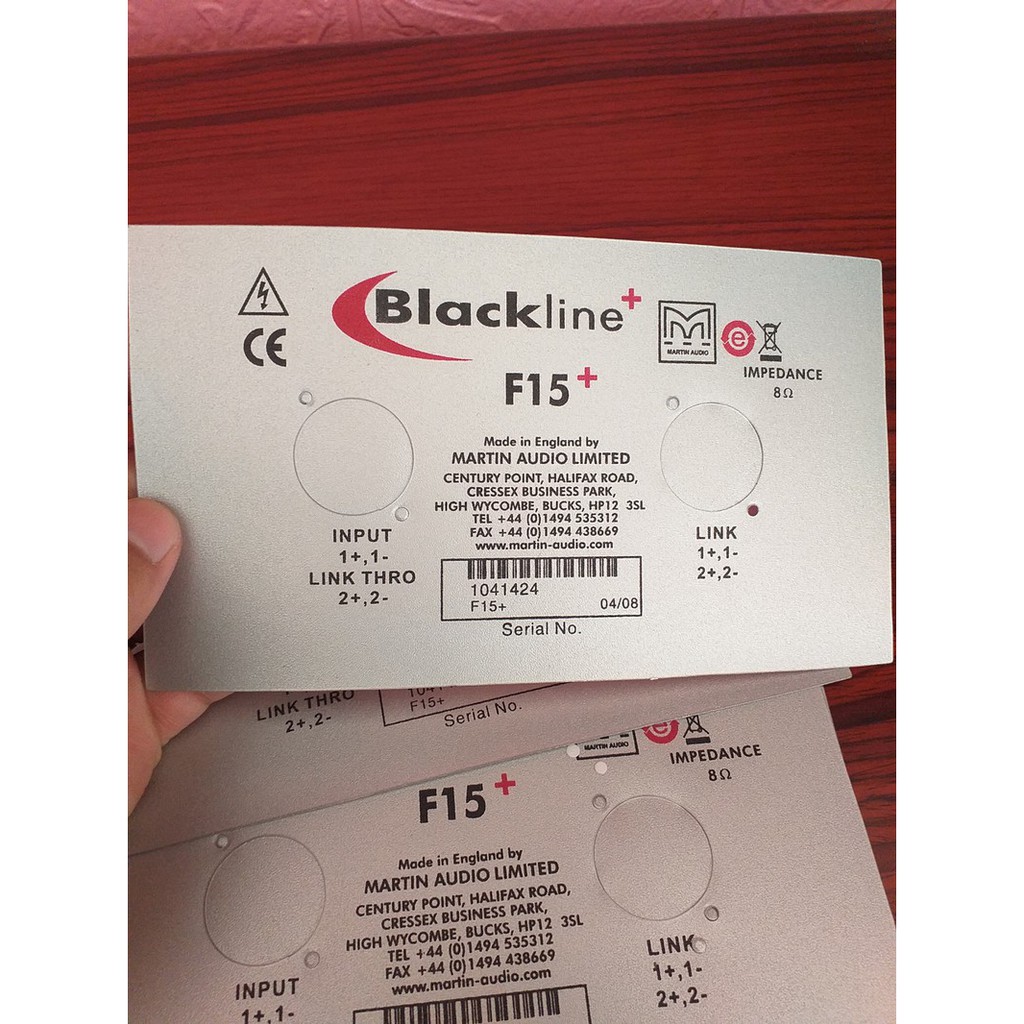 Blackline+
CE
MARTIN AUDIO
e
IMPEDANCE
8Ω
F15+
Made in England by
MARTIN AUDIO LIMITED
CENTURY POINT, HALIFAX ROAD,
CRESSEX BUSINESS PARK,
HIGH WYCOMBE, BUCKS, HP12 3SL
TEL +44 (0)1494 535312
FAX +44 (0)1494 438669
www.martin-audio.com
INPUT
1+,1-
LINK THRO
2+,2-
LINK
1+,1-
2+,2-
1041424
F15+ 04/08
Serial No.
LINK THRO
2+,2-
F15+
Serial No.
MARTIN AUDIO
e
IMPEDANCE
8Ω
F15+
Made in England by
MARTIN AUDIO LIMITED
CENTURY POINT, HALIFAX ROAD,
CRESSEX BUSINESS PARK,
HIGH WYCOMBE, BUCKS, HP12 3SL
TEL +44 (0)1494 535312
FAX +44 (0)1494 438669
www.martin-audio.com
INPUT
1+,1-
LINK
1+,1-
2+,2-